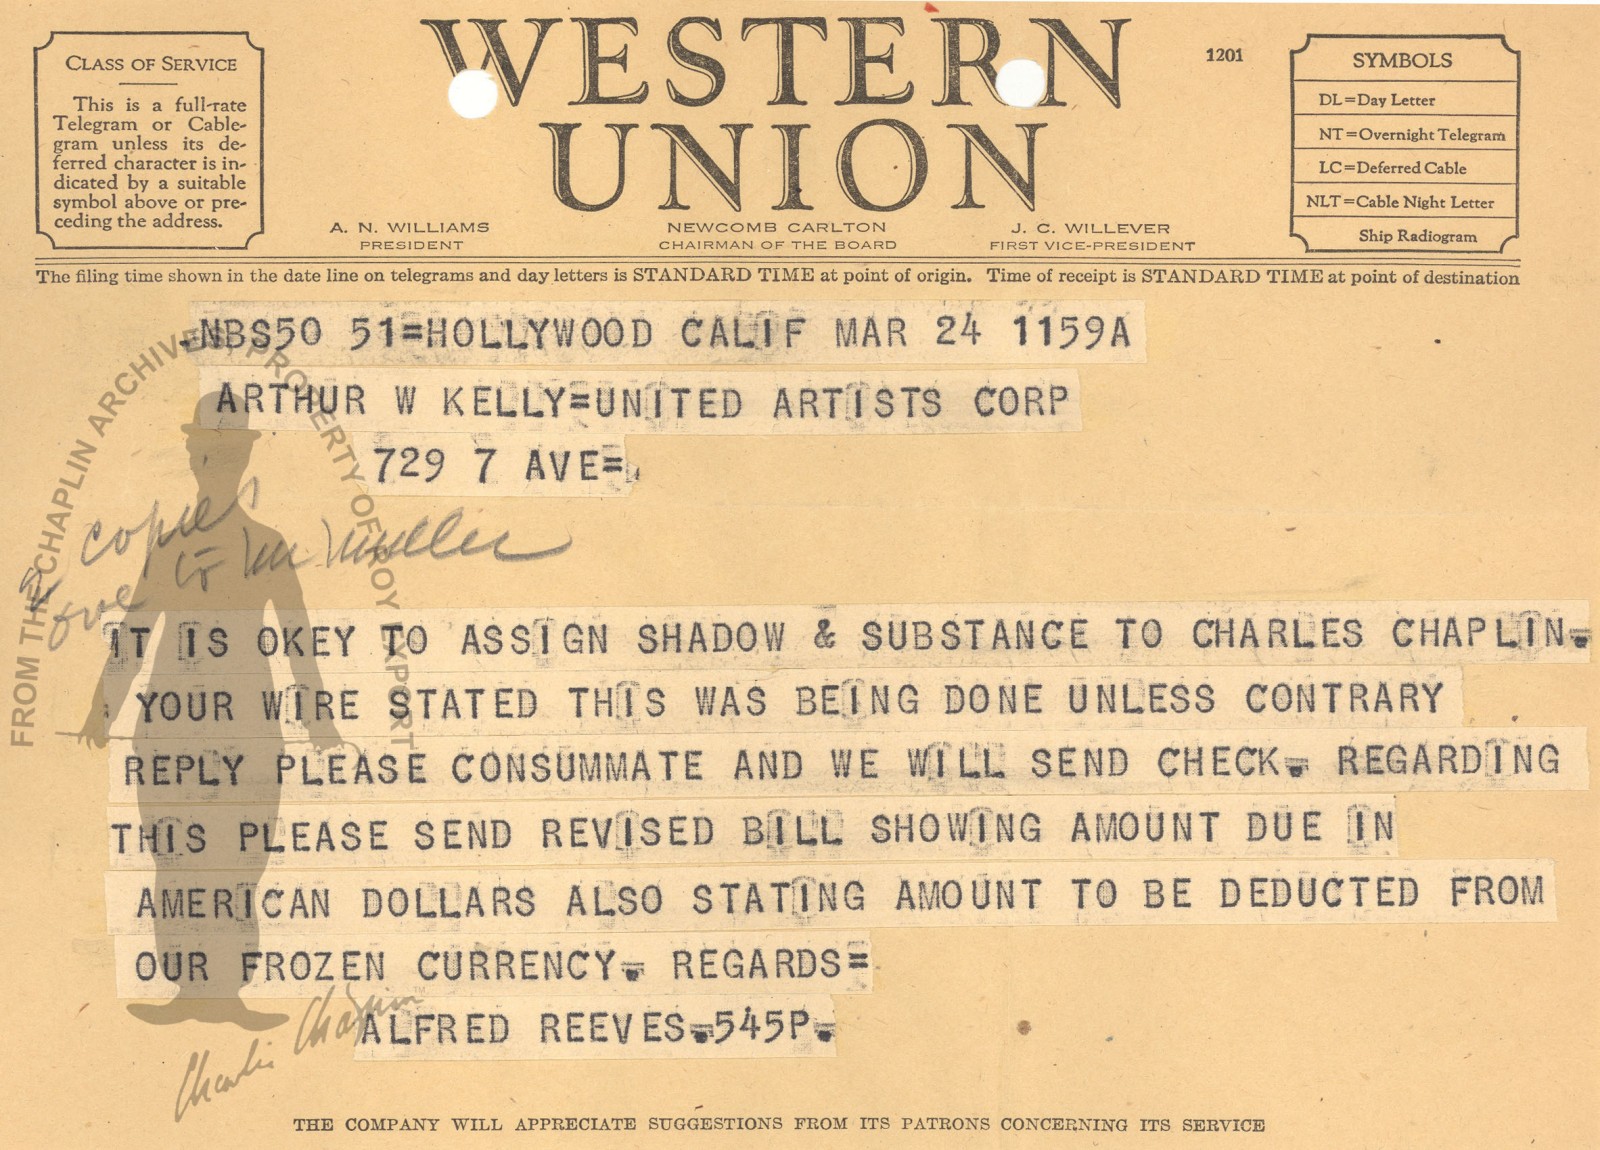 WESTERN
UNION
1201
CLASS OF SERVICE
This is a full-rate
Telegram or Cable-
gram unless its de-
ferred character is in-
dicated by a suitable
symbol above or pre-
ceding the address.
A. N. WILLIAMS
PRESIDENT
NEWCOMB CARLTON
CHAIRMAN OF THE BOARD
J. C. WILLEVER
FIRST VICE-PRESIDENT
SYMBOLS
DL=Day Letter
NT=Overnight Telegram
LC=Deferred Cable
NLT=Cable Night Letter
Ship Radiogram
The filing time shown in the date line on telegrams and day letters is STANDARD TIME at point of origin. Time of receipt is STANDARD TIME at point of destination
NBS50 51=HOLLYWOOD CALIF MAR 24 1159A
ARTHUR W KELLY=UNITED ARTISTS CORP
729 7 AVE=
copies
to Mr
IT IS OKEY TO ASSIGN SHADOW & SUBSTANCE TO CHARLES CHAPLIN.
YOUR WIRE STATED THIS WAS BEING DONE UNLESS CONTRARY
REPLY PLEASE CONSUMMATE AND WE WILL SEND CHECK. REGARDING
THIS PLEASE SEND REVISED BILL SHOWING AMOUNT DUE IN
AMERICAN DOLLARS ALSO STATING AMOUNT TO BE DEDUCTED FROM
OUR FROZEN CURRENCY. REGARDS=
ALFRED REEVES.545P.
FROM THE CHAPLIN ARCHIVE PROPERTY OF ROY EXPORT
Charlie Chaplin
THE COMPANY WILL APPRECIATE SUGGESTIONS FROM ITS PATRONS CONCERNING ITS SERVICE